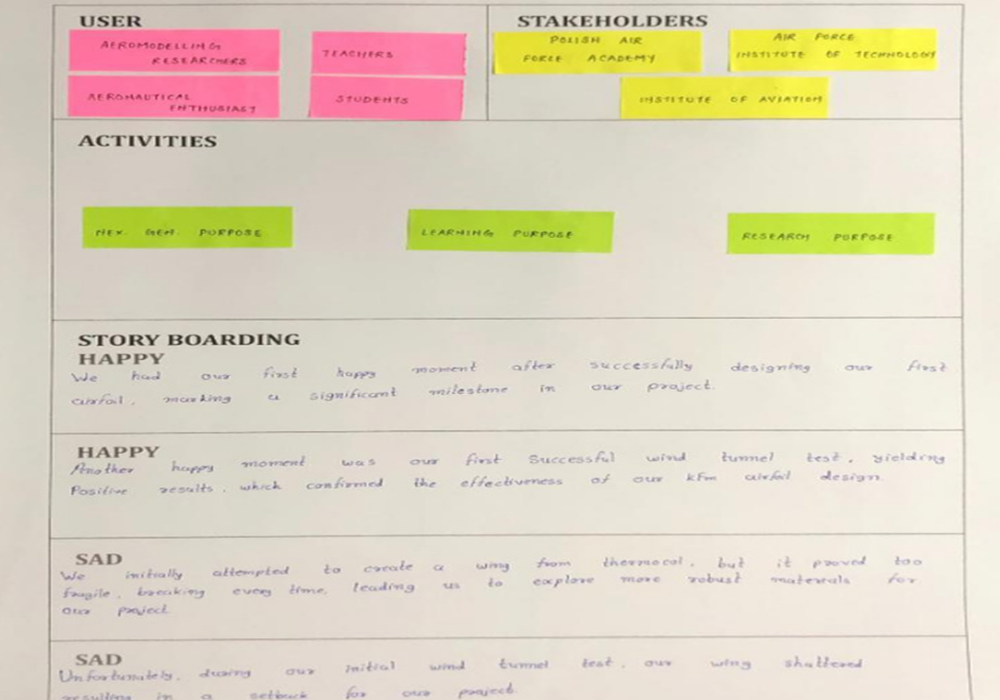 USER
AEROMODELLING
RESEARCHERS
TEACHERS
AERONAUTICAL
ENTHUSIAST
STUDENTS
STAKEHOLDERS
POLISH AIR
FORCE ACADEMY
AIR FORCE
INSTITUTE OF TECHNOLOGY
INSTITUTE OF AVIATION
ACTIVITIES
NEX. GEN. PURPOSE
LEARNING PURPOSE
RESEARCH PURPOSE
STORY BOARDING
HAPPY
We had our first happy moment after successfully designing our first
airfoil, marking a significant milestone in our project.
HAPPY
Another happy moment was our first successful wind tunnel test, yielding
Positive results, which confirmed the effectiveness of our kfm airfoil design.
SAD
We initially attempted to create a wing from thermocol, but it proved too
fragile, breaking every time, leading us to explore more robust materials for
our project.
SAD
Unfortunately, during our initial wind tunnel test, our wing shattered
resulting in a setback for our project.